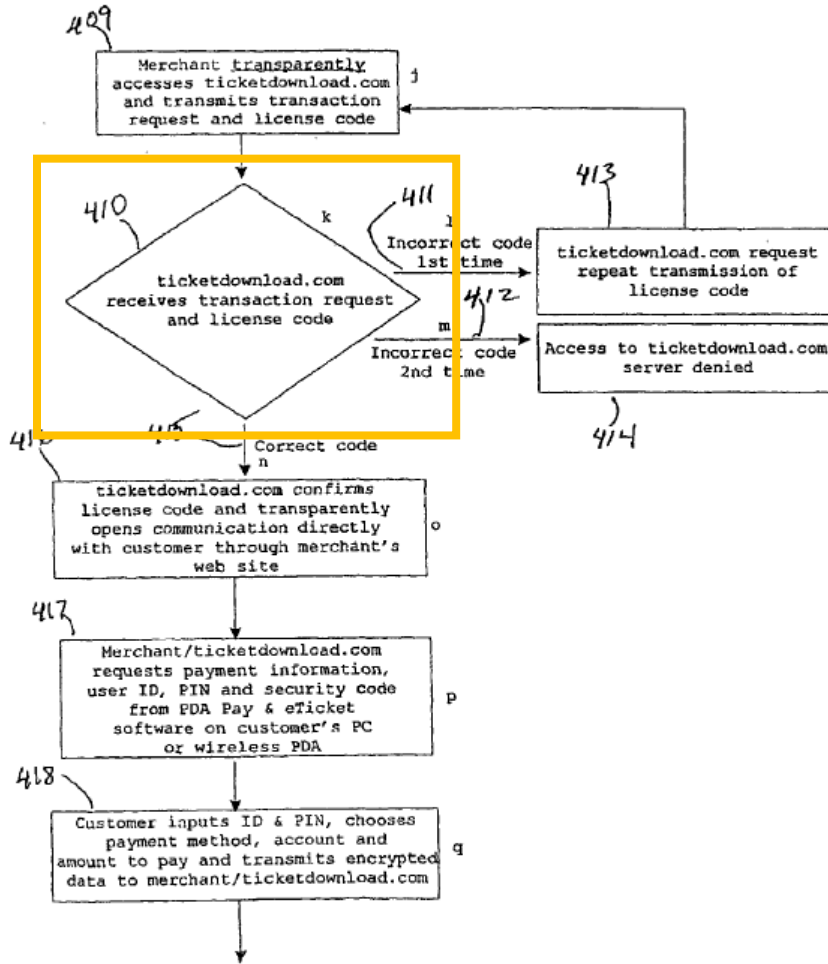 409
Merchant transparently
accesses ticketdownload.com
and transmits transaction
request and license code
j
410
k
ticketdownload.com
receives transaction request
and license code
411
l
Incorrect code
1st time
412
m
Incorrect code
2nd time
413
ticketdownload.com request
repeat transmission of
license code
Access to ticketdownload.com
server denied
414
Correct code
n
ticketdownload.com confirms
license code and transparently
opens communication directly
with customer through merchant's
web site
o
417
Merchant/ticketdownload.com
requests payment information,
user ID, PIN and security code
from PDA Pay & eTicket
software on customer's PC
or wireless PDA
p
418
Customer inputs ID & PIN, chooses
payment method, account and
amount to pay and transmits encrypted
data to merchant/ticketdownload.com
q